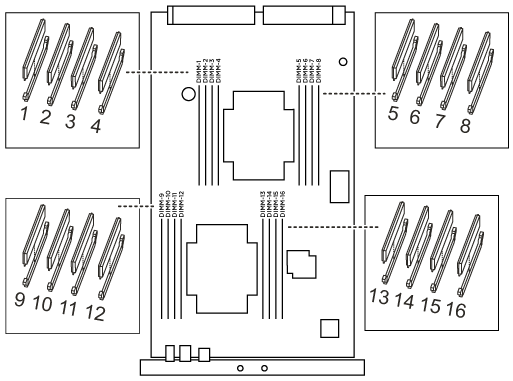 1 2 3 4
DIMM-1
DIMM-2
DIMM-3
DIMM-4
DIMM-5
DIMM-6
DIMM-7
DIMM-8
5 6 7 8
DIMM-9
DIMM-10
DIMM-11
DIMM-12
DIMM-13
DIMM-14
DIMM-15
DIMM-16
9 10 11 12
13 14 15 16